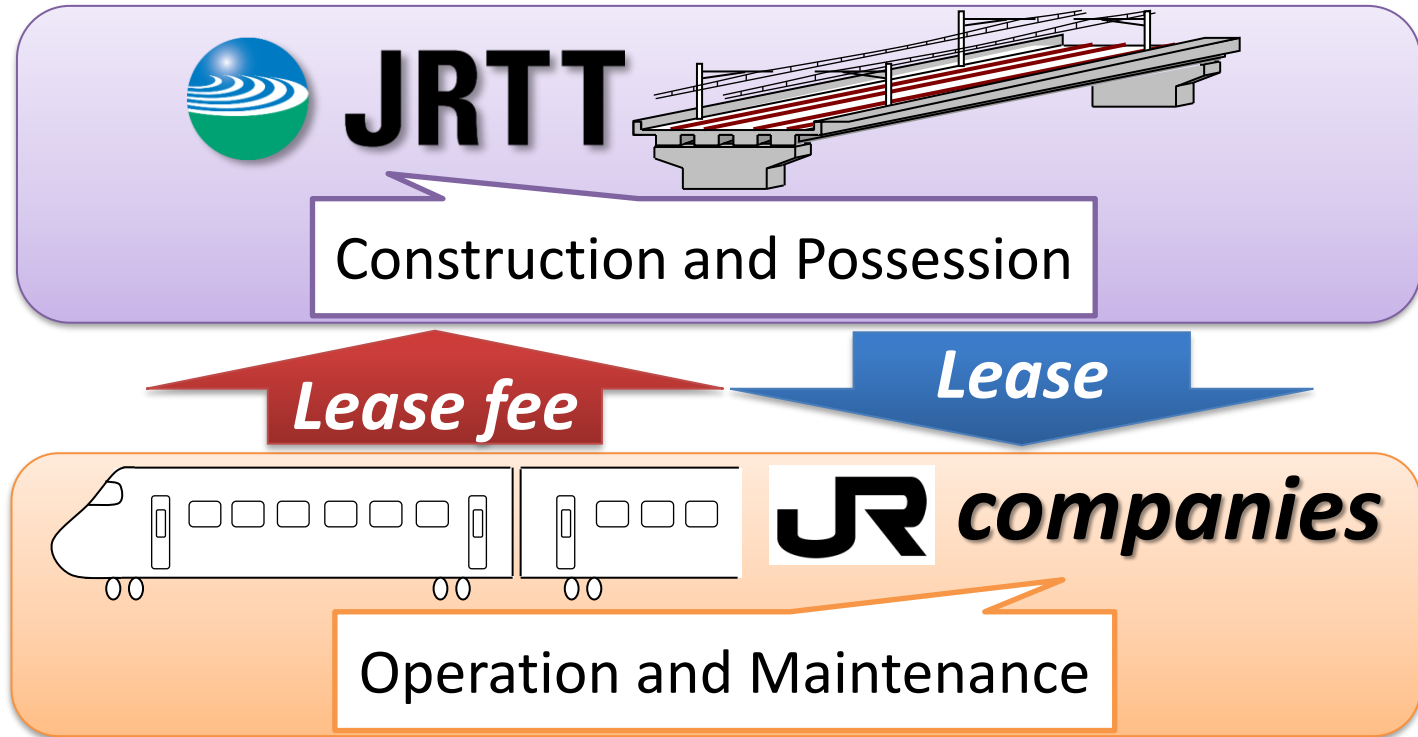 JRTT
Construction and Possession
Lease fee
Lease
JR companies
Operation and Maintenance